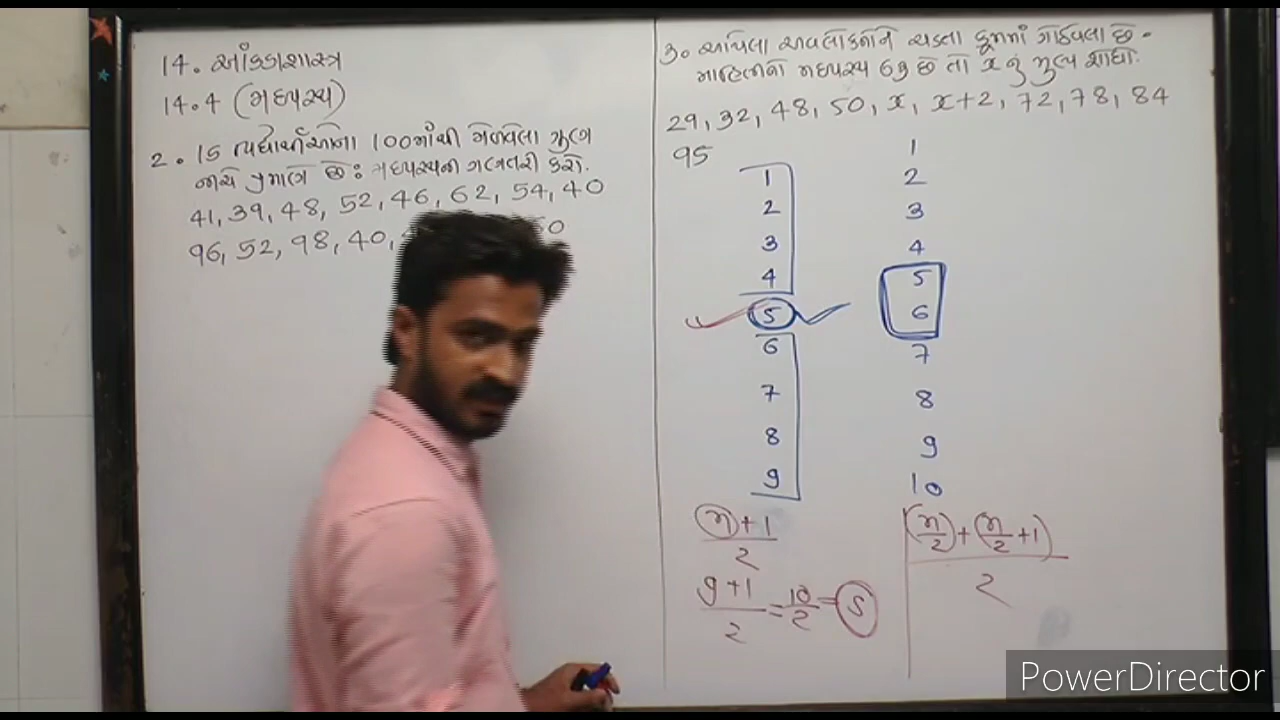 14. આંકડાશાસ્ત્ર
14.4 (મધ્યસ્થ)
2. 15 વિદ્યાર્થીઓના 100માંથી મેળવેલા ગુણ
નીચે પ્રમાણે છે: મધ્યસ્થની ગણતરી કરો.
41, 39, 48, 52, 46, 62, 54, 40
96, 52, 98, 40, 60
3. આપેલા અવલોકનોને ચડતા ક્રમમાં ગોઠવેલા છે.
માહિતીનો મધ્યસ્થ 63 છે તો x નું મુલ્ય શોધો.
29, 32, 48, 50, x, x+2, 72, 78, 84
95
1
2
3
4
5
6
7
8
9
n+1
2
9+1/2 = 10/2 = 5
1
2
3
4
5
6
7
8
9
10
(n/2) + (n/2 + 1)
2
PowerDirector